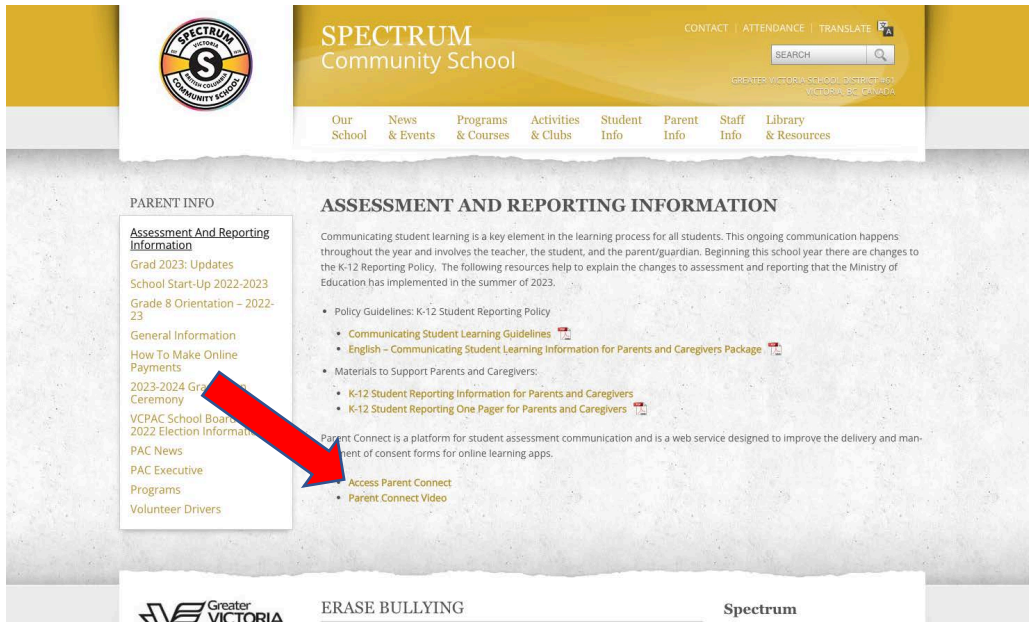 SPECTRUM
VICTORIA
EST
S
BRITISH COLUMBIA
COMMUNITY SCHOOL
SPECTRUM
Community School
CONTACT | ATTENDANCE | TRANSLATE
SEARCH
GREATER VICTORIA SCHOOL DISTRICT #61
VICTORIA, BC, CANADA
Our School
News & Events
Programs & Courses
Activities & Clubs
Student Info
Parent Info
Staff Info
Library & Resources
PARENT INFO
Assessment And Reporting
Information
Grad 2023: Updates
School Start-Up 2022-2023
Grade 8 Orientation – 2022-
23
General Information
How To Make Online
Payments
2023-2024
Ceremony
VCPAC School Board
2022 Election
PAC News
PAC Executive
Programs
Volunteer Drivers
ASSESSMENT AND REPORTING INFORMATION
Communicating student learning is a key element in the learning process for all students. This ongoing communication happens
throughout the year and involves the teacher, the student, and the parent/guardian. Beginning this school year there are changes to
the K-12 Reporting Policy. The following resources help to explain the changes to assessment and reporting that the Ministry of
Education has implemented in the summer of 2023.
• Policy Guidelines: K-12 Student Reporting Policy
• Communicating Student Learning Guidelines
• English – Communicating Student Learning Information for Parents and Caregivers Package
• Materials to Support Parents and Caregivers:
• K-12 Student Reporting Information for Parents and Caregivers
• K-12 Student Reporting One Pager for Parents and Caregivers
Parent Connect is a platform for student assessment communication and is a web service designed to improve the delivery and man-
ment of consent forms for online learning apps.
• Access Parent Connect
• Parent Connect Video
Greater
VICTORIA
ERASE BULLYING
Spectrum